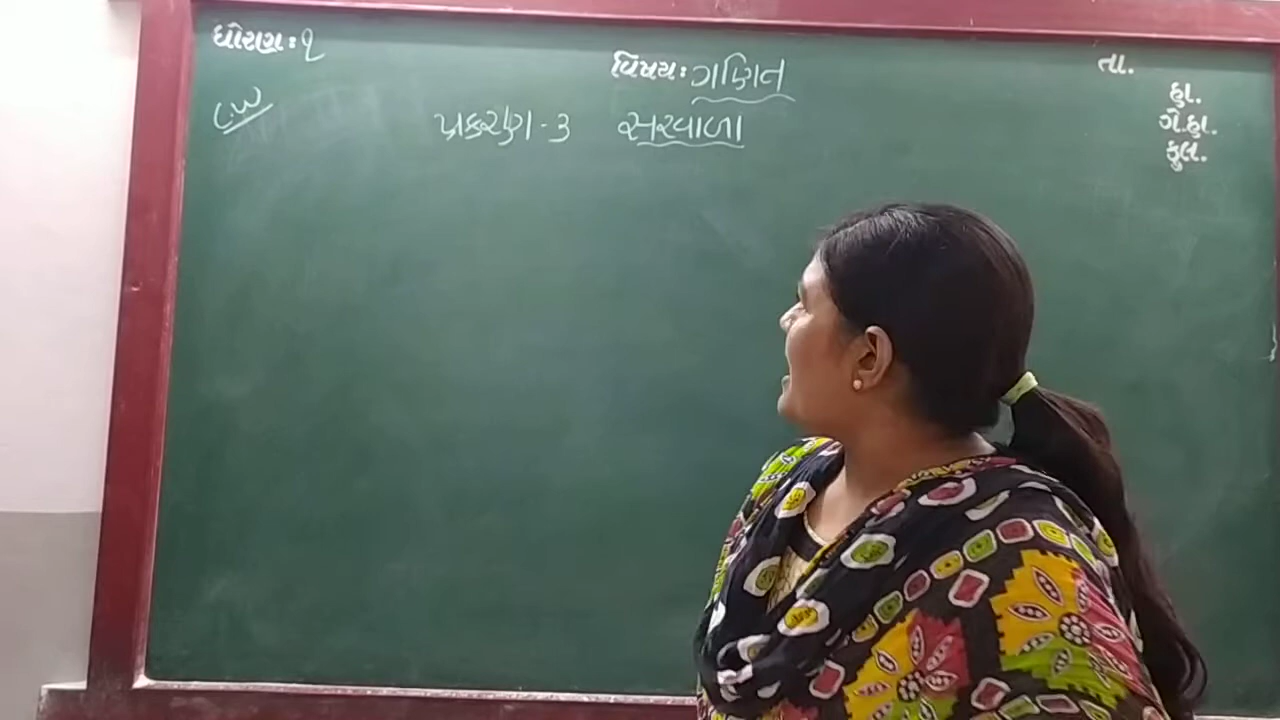 ધોરણ: ૧
વિષય: ગણિત
તા.
હા.
ગે.હા.
કુલ.
C.W
પ્રકરણ - ૩ સરવાળા